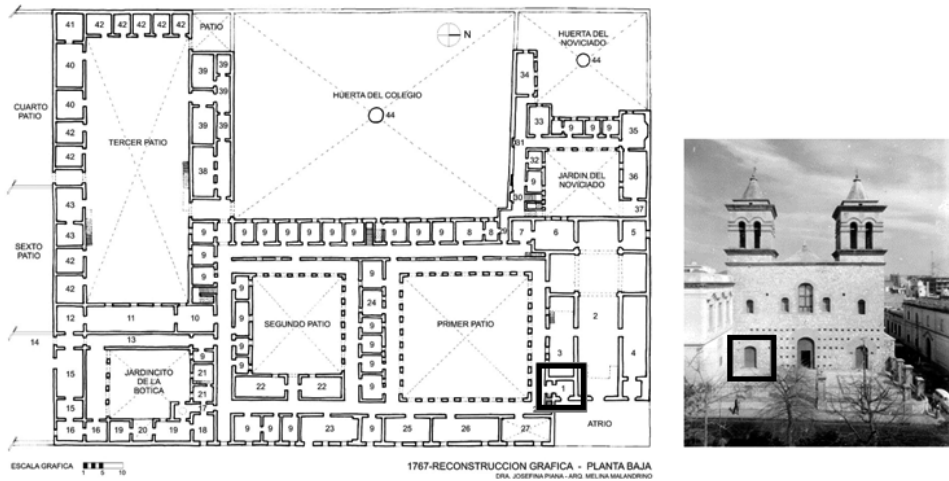 41 42 42 42 42 42
PATIO
N
HUERTA DEL
NOVICIADO
44
40 39 39 34
39
40
CUARTO
PATIO
HUERTA DEL COLEGIO
44
42 39 39 33 9 9 9 35
TERCER PATIO
31
42 38 32
JARDIN DEL
NOVICIADO
36
9
43 30 37
43 9 9 9 9 9 9 9 9 9 9 9 8 8 29 7 6 5
SEXTO
PATIO
42 9
42 9 9 9
9 24
12 11 10 9
SEGUNDO PATIO
9
PRIMER PATIO
2
14 13 9 9
15
JARDINCITO
DE LA
BOTICA
9 9 3 4
21 22 22 9 1
21
15 17
16 16 19 20 19 18 9 9 9 23 9 25 26 27
ATRIO
ESCALA GRAFICA
1 5 10
1767-RECONSTRUCCION GRAFICA - PLANTA BAJA
DRA. JOSEFINA PIANA - ARQ. MELINA MALANDRINO